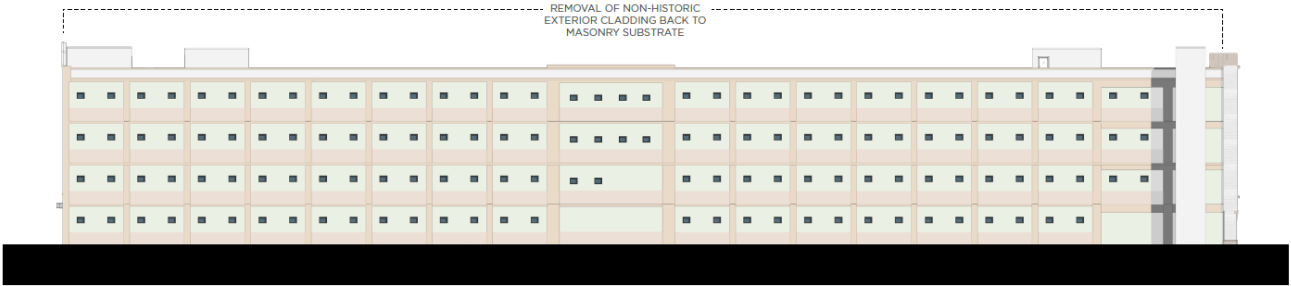 REMOVAL OF NON-HISTORIC
EXTERIOR CLADDING BACK TO
MASONRY SUBSTRATE